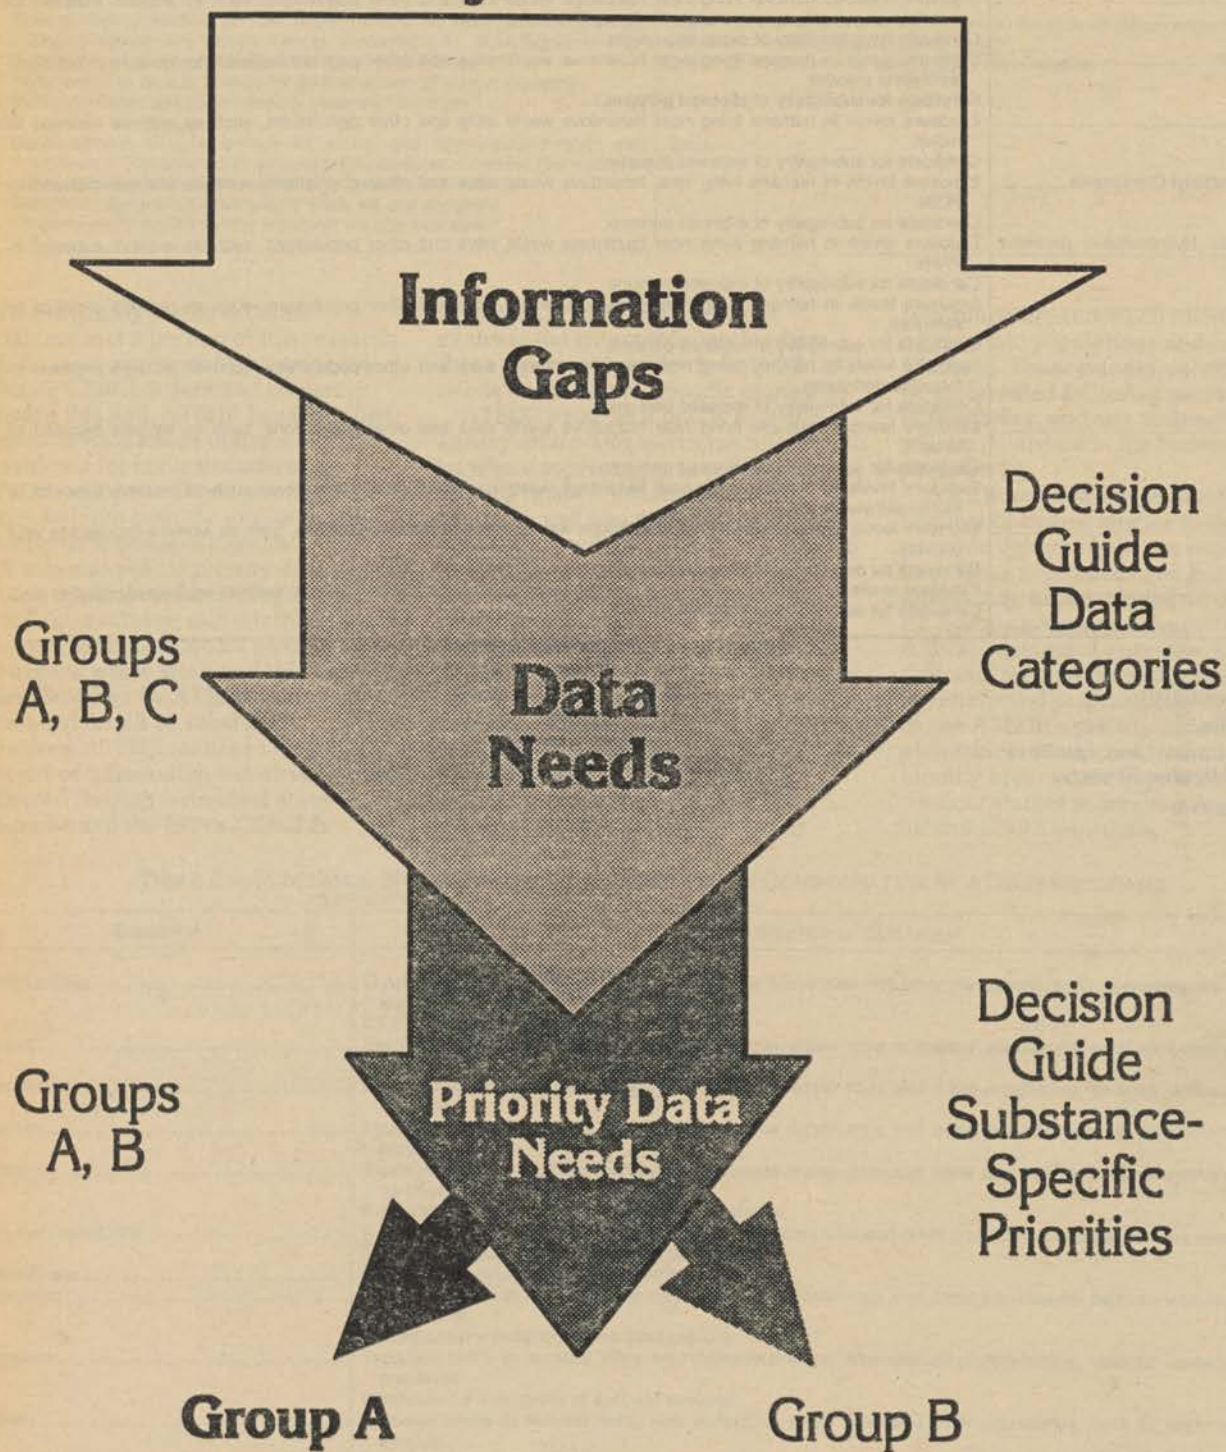 Information
Gaps
Decision
Guide
Data
Categories
Groups
A, B, C
Data
Needs
Decision
Guide
Substance-
Specific
Priorities
Groups
A, B
Priority Data
Needs
Group A
Group B